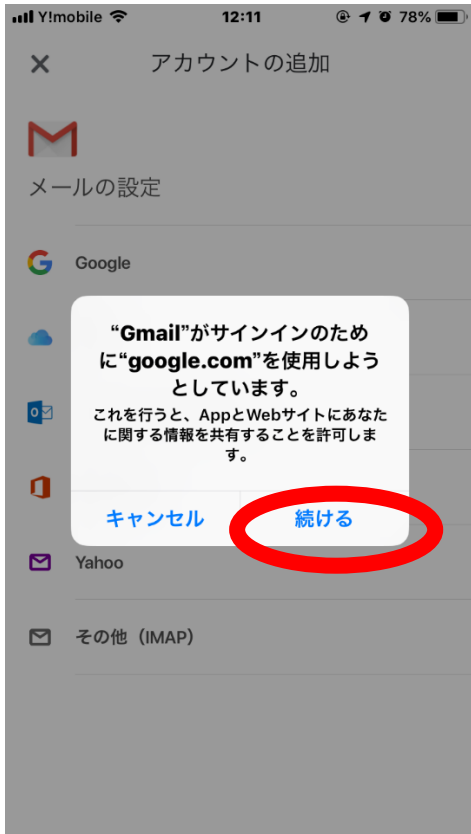 Y!mobile 12:11 78%
アカウントの追加
メールの設定
Google
“Gmail”がサインインのため
に“google.com”を使用しよう
としています。
これを行うと、AppとWebサイトにあなた
に関する情報を共有することを許可しま
す。
キャンセル 続ける
Yahoo
その他（IMAP）